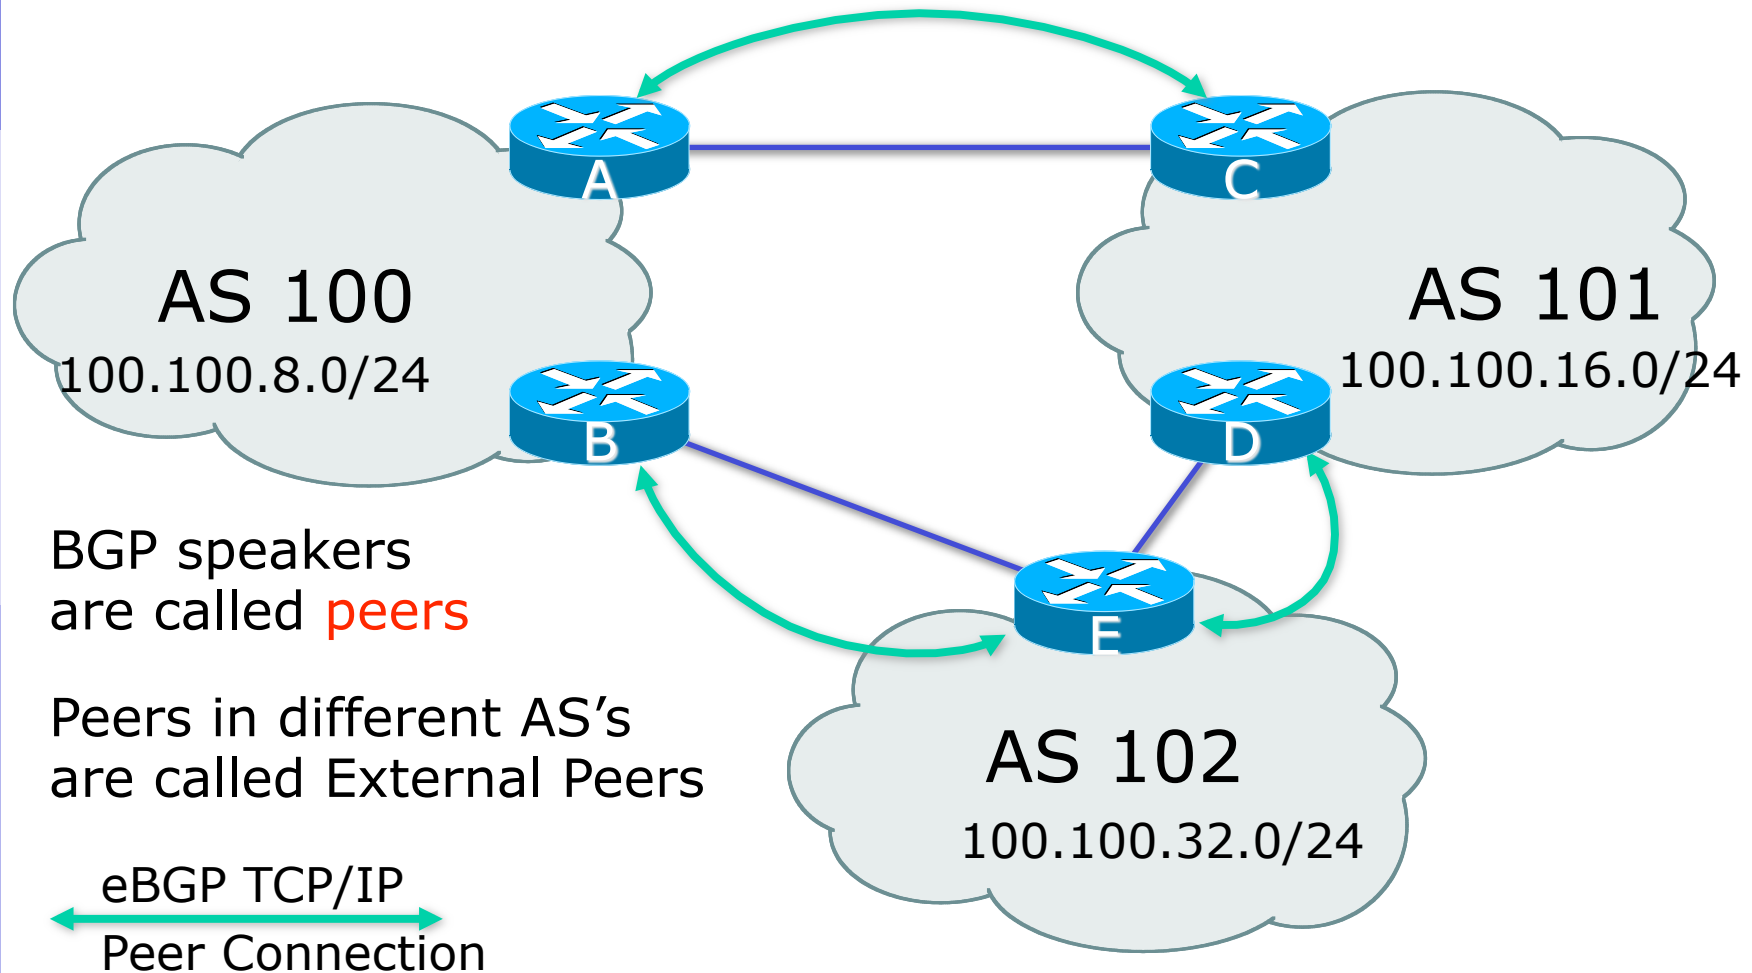 A
C
AS 100
100.100.8.0/24
AS 101
100.100.16.0/24
B
D
BGP speakers
are called peers
E
Peers in different AS’s
are called External Peers
AS 102
100.100.32.0/24
eBGP TCP/IP
Peer Connection